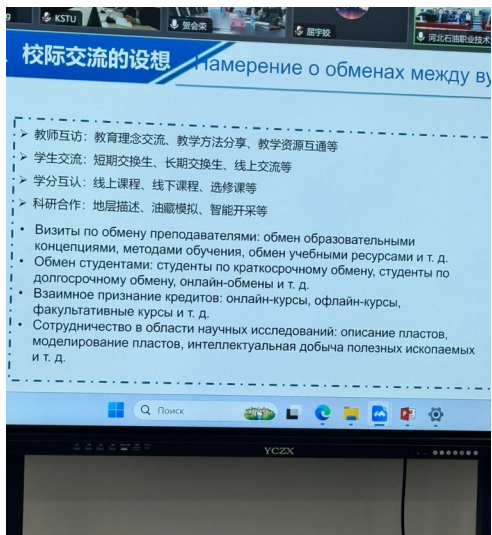 KSTU
贺会荣
屈宇姣
河北石油职业技术
校际交流的设想
Намерение о обменах между ву
➤ 教师互访：教育理念交流、教学方法分享、教学资源互通等
➤ 学生交流：短期交换生、长期交换生、线上交流等
➤ 学分互认：线上课程、线下课程、选修课等
➤ 科研合作：地层描述、油藏模拟、智能开采等
• Визиты по обмену преподавателями: обмен образовательными
концепциями, методами обучения, обмен учебными ресурсами и т. д.
• Обмен студентами: студенты по краткосрочному обмену, студенты по
долгосрочному обмену, онлайн-обмены и т. д.
• Взаимное признание кредитов: онлайн-курсы, офлайн-курсы,
факультативные курсы и т. д.
• Сотрудничество в области научных исследований: описание пластов,
моделирование пластов, интеллектуальная добыча полезных ископаемых
и т. д.
Поиск
YCZX